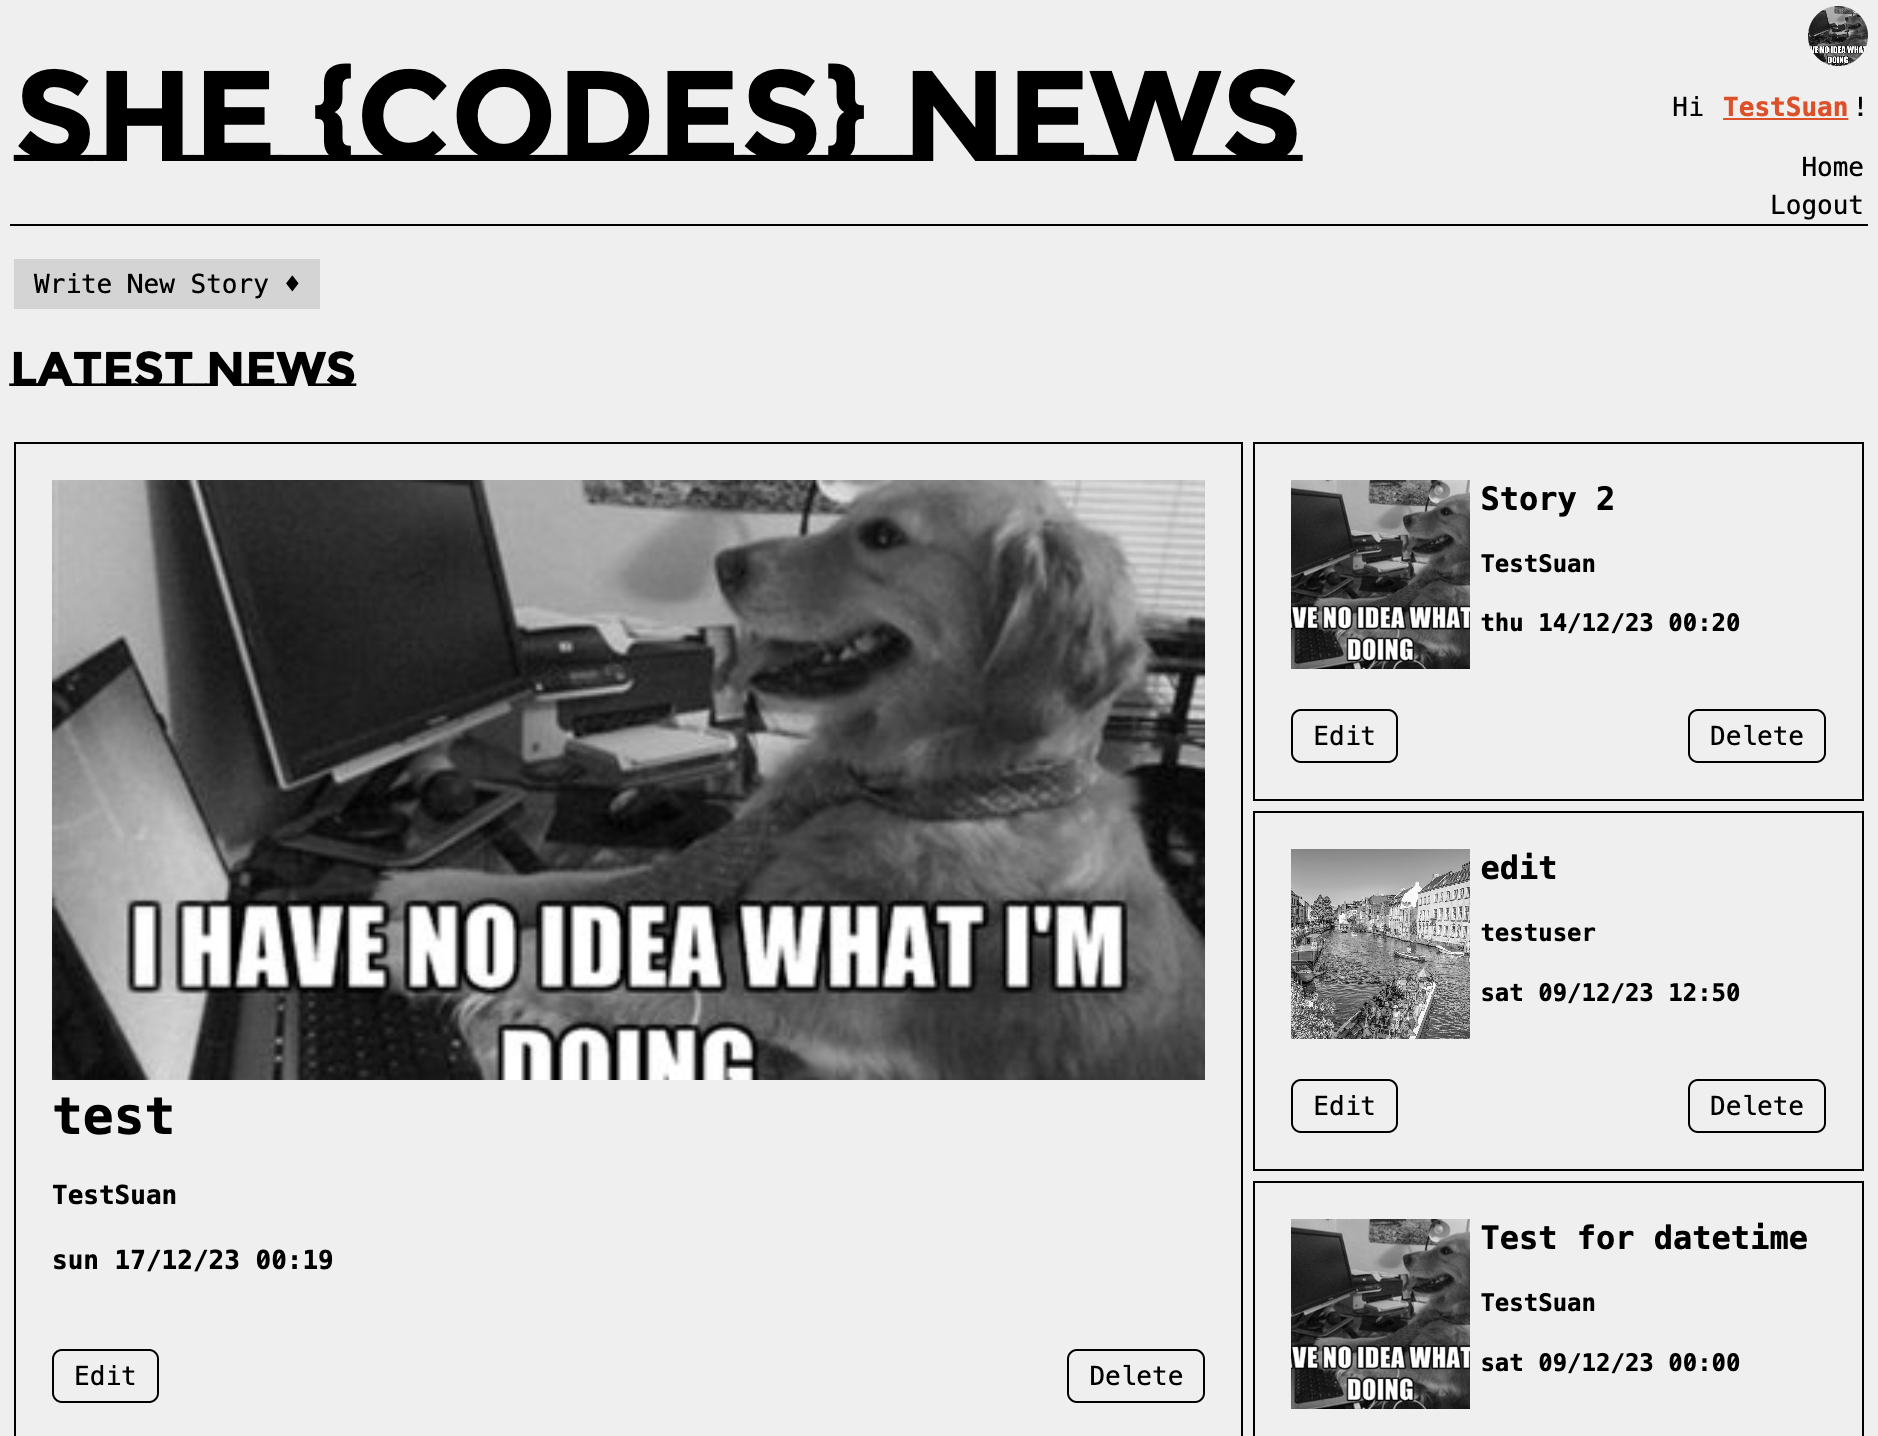 SHE {CODES} NEWS
VE NO IDEA WHAT
DOING
Hi TestSuan!
Home
Logout
Write New Story ♦
LATEST NEWS
I HAVE NO IDEA WHAT I'M
DOING
test
TestSuan
sun 17/12/23 00:19
Edit
Delete
Story 2
TestSuan
thu 14/12/23 00:20
VE NO IDEA WHAT
DOING
Edit
Delete
edit
testuser
sat 09/12/23 12:50
Edit
Delete
Test for datetime
TestSuan
sat 09/12/23 00:00
VE NO IDEA WHAT
DOING